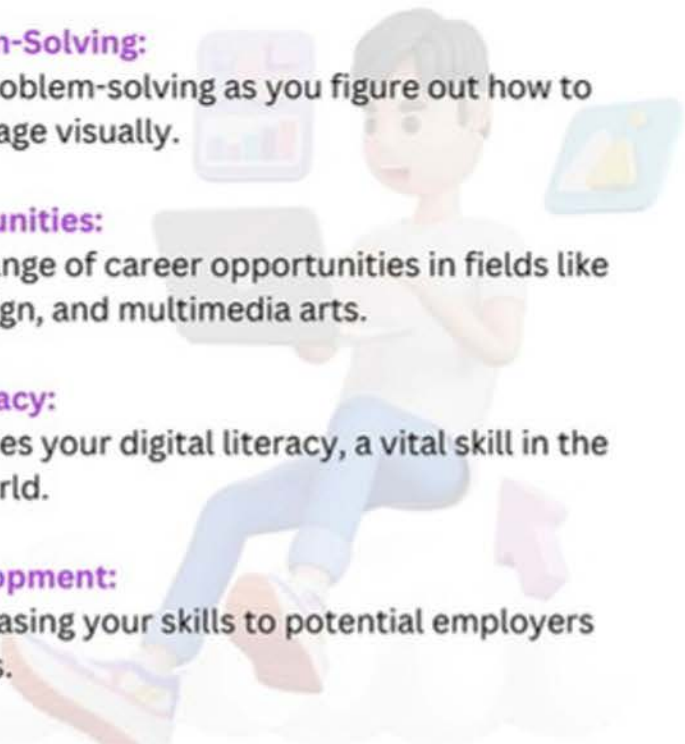 n-Solving:
oblem-solving as you figure out how to
age visually.
unities:
nge of career opportunities in fields like
gn, and multimedia arts.
acy:
es your digital literacy, a vital skill in the
rld.
opment:
asing your skills to potential employers
s.